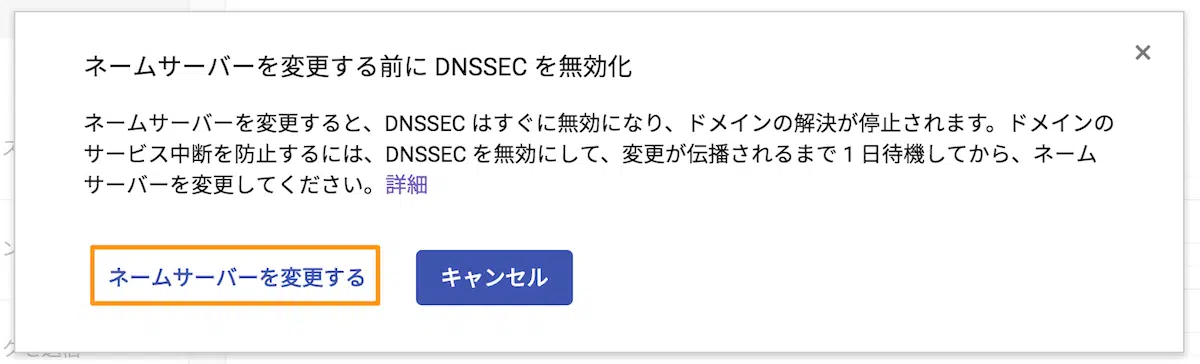 ネームサーバーを変更する前に DNSSEC を無効化
ネームサーバーを変更すると、DNSSEC はすぐに無効になり、ドメインの解決が停止されます。ドメインの
サービス中断を防止するには、DNSSEC を無効にして、変更が伝播されるまで 1 日待機してから、ネーム
サーバーを変更してください。詳細
ネームサーバーを変更する
キャンセル